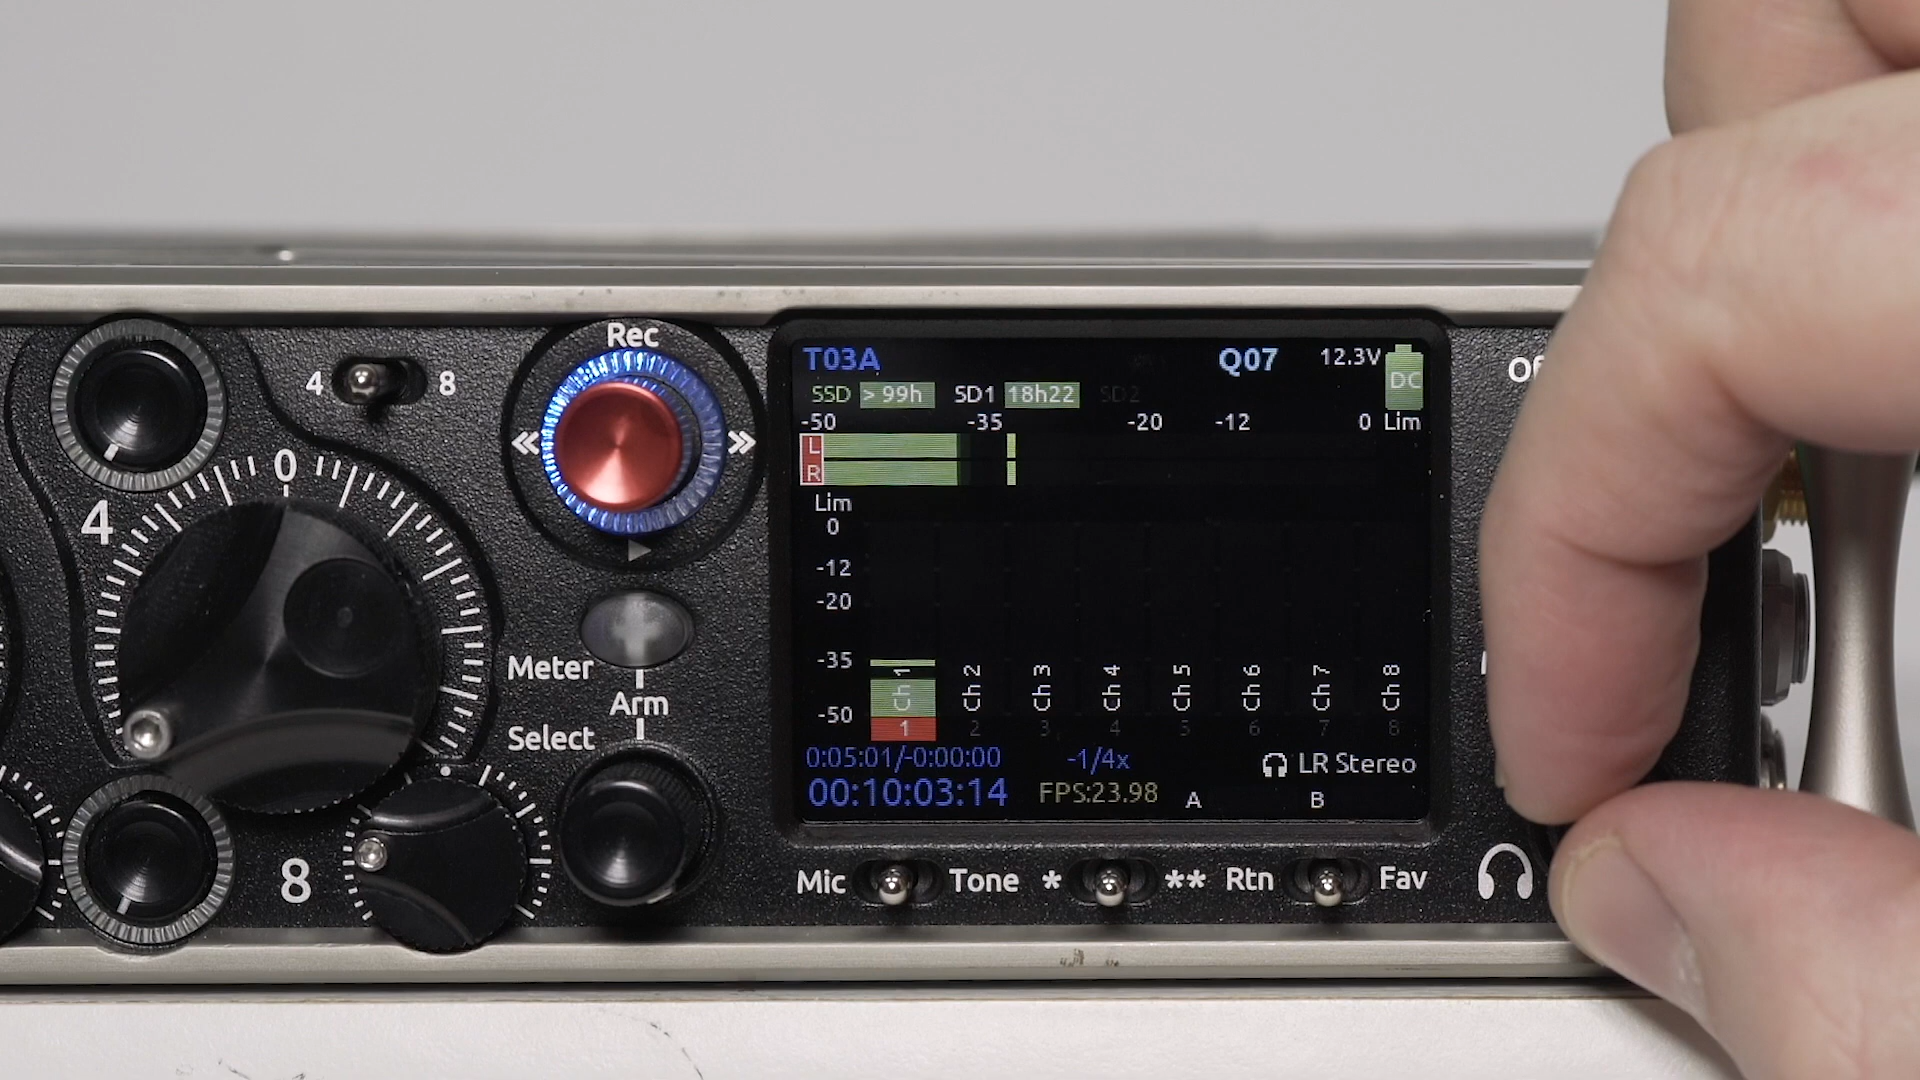 Rec
4 8
0
4
8
Meter
Arm
Select
T03A Q07 12.3V DC
SSD > 99h SD1 18h22 SD2
-50 -35 -20 -12 0 Lim
L
R
Lim
0
-12
-20
-35
-50
Ch 1 Ch 2 Ch 3 Ch 4 Ch 5 Ch 6 Ch 7 Ch 8
1 2 3 4 5 6 7 8
0:05:01/-0:00:00 -1/4x LR Stereo
00:10:03:14 FPS:23.98 A B
Mic Tone * ** Rtn Fav